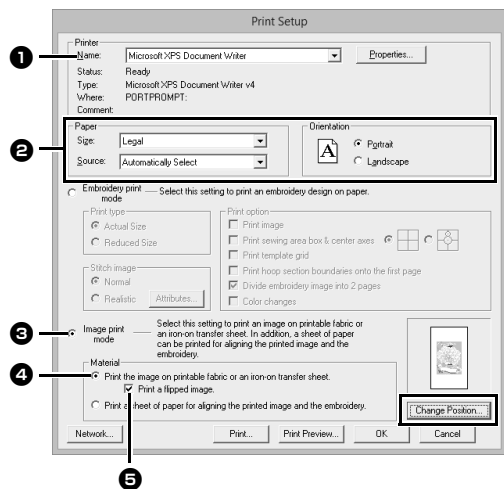 Print Setup
Printer
1 Name: Microsoft XPS Document Writer Properties...
Status: Ready
Type: Microsoft XPS Document Writer v4
Where: PORTPROMPT:
Comment:
2 Paper Orientation
Size: Legal A Portrait
Source: Automatically Select Landscape
Embroidery print mode Select this setting to print an embroidery design on paper.
Print type Print option
Actual Size Print image
Reduced Size Print sewing area box & center axes
Print template grid
Stitch image Print hoop section boundaries onto the first page
Normal Divide embroidery image into 2 pages
Realistic Attributes... Color changes
3 Image print mode Select this setting to print an image on printable fabric or
an iron-on transfer sheet. In addition, a sheet of paper
can be printed for aligning the printed image and the
embroidery.
Material
4 Print the image on printable fabric or an iron-on transfer sheet.
Print a flipped image.
Print a sheet of paper for aligning the printed image and the embroidery.
Change Position...
Network... Print... Print Preview... OK Cancel
5